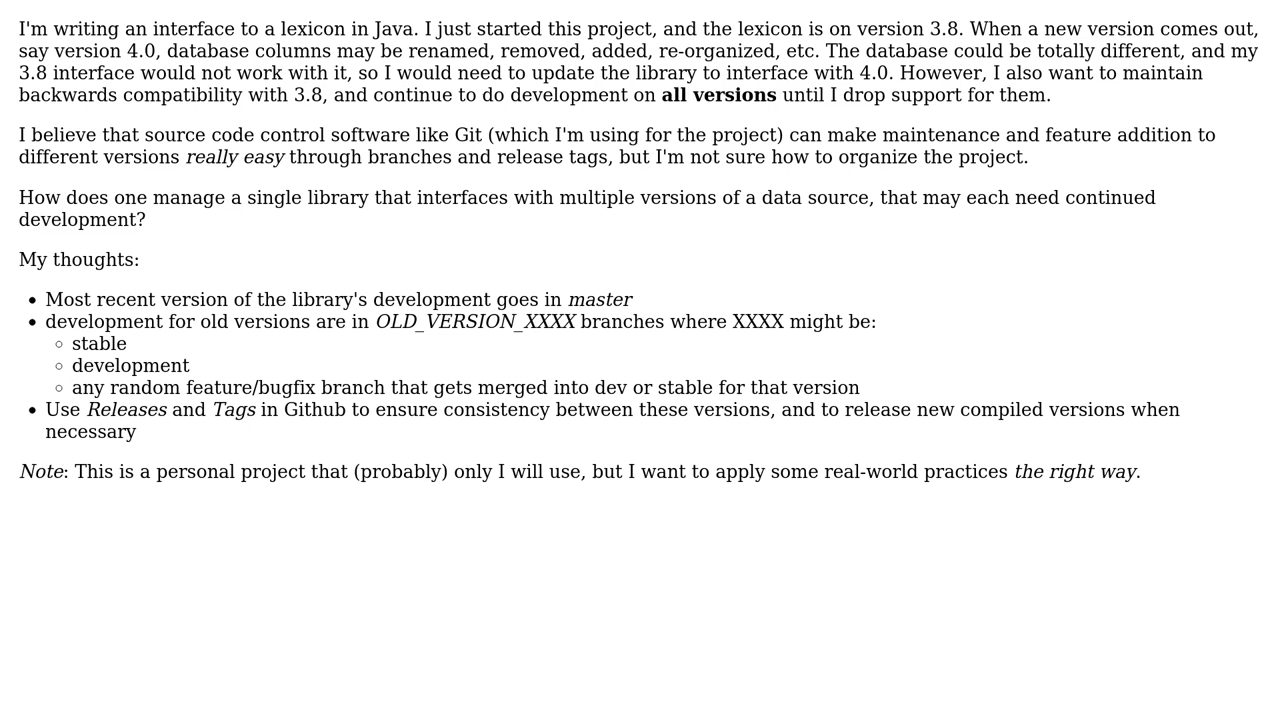 I'm writing an interface to a lexicon in Java. I just started this project, and the lexicon is on version 3.8. When a new version comes out,
say version 4.0, database columns may be renamed, removed, added, re-organized, etc. The database could be totally different, and my
3.8 interface would not work with it, so I would need to update the library to interface with 4.0. However, I also want to maintain
backwards compatibility with 3.8, and continue to do development on all versions until I drop support for them.
I believe that source code control software like Git (which I'm using for the project) can make maintenance and feature addition to
different versions really easy through branches and release tags, but I'm not sure how to organize the project.
How does one manage a single library that interfaces with multiple versions of a data source, that may each need continued
development?
My thoughts:
• Most recent version of the library's development goes in master
• development for old versions are in OLD_VERSION_XXXX branches where XXXX might be:
◦ stable
◦ development
◦ any random feature/bugfix branch that gets merged into dev or stable for that version
• Use Releases and Tags in Github to ensure consistency between these versions, and to release new compiled versions when
necessary
Note: This is a personal project that (probably) only I will use, but I want to apply some real-world practices the right way.